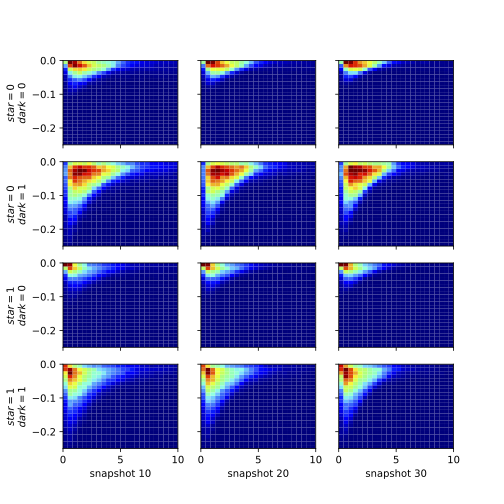 0.0
−0.1
−0.2
star = 0
dark = 0
0.0
−0.1
−0.2
star = 0
dark = 1
0.0
−0.1
−0.2
star = 1
dark = 0
0.0
−0.1
−0.2
star = 1
dark = 1
0 5 10 0 5 10 0 5 10
snapshot 10 snapshot 20 snapshot 30